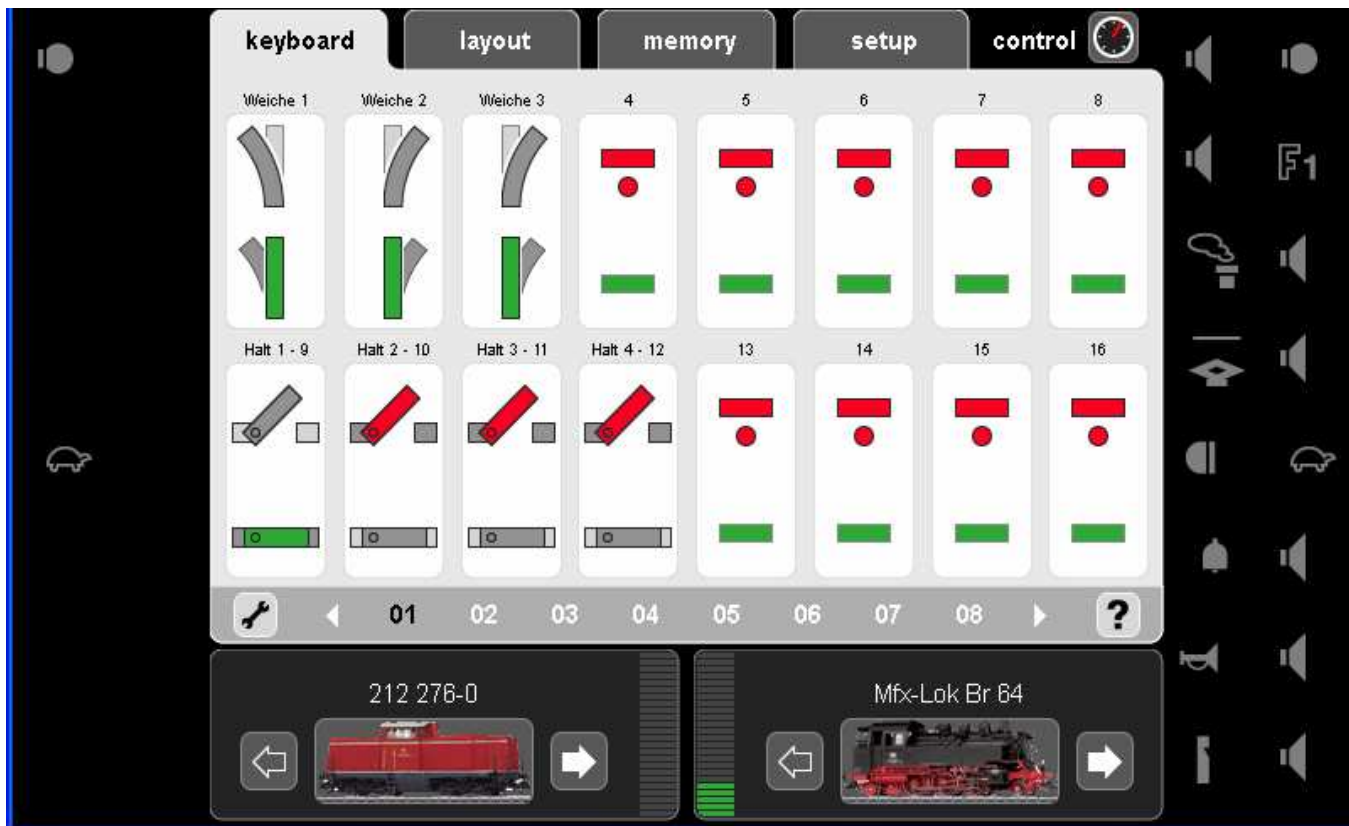 keyboard layout memory setup control
Weiche 1 Weiche 2 Weiche 3 4 5 6 7 8
F1
Halt 1 - 9 Halt 2 - 10 Halt 3 - 11 Halt 4 - 12 13 14 15 16
01 02 03 04 05 06 07 08 ?
212 276-0 Mfx-Lok Br 64